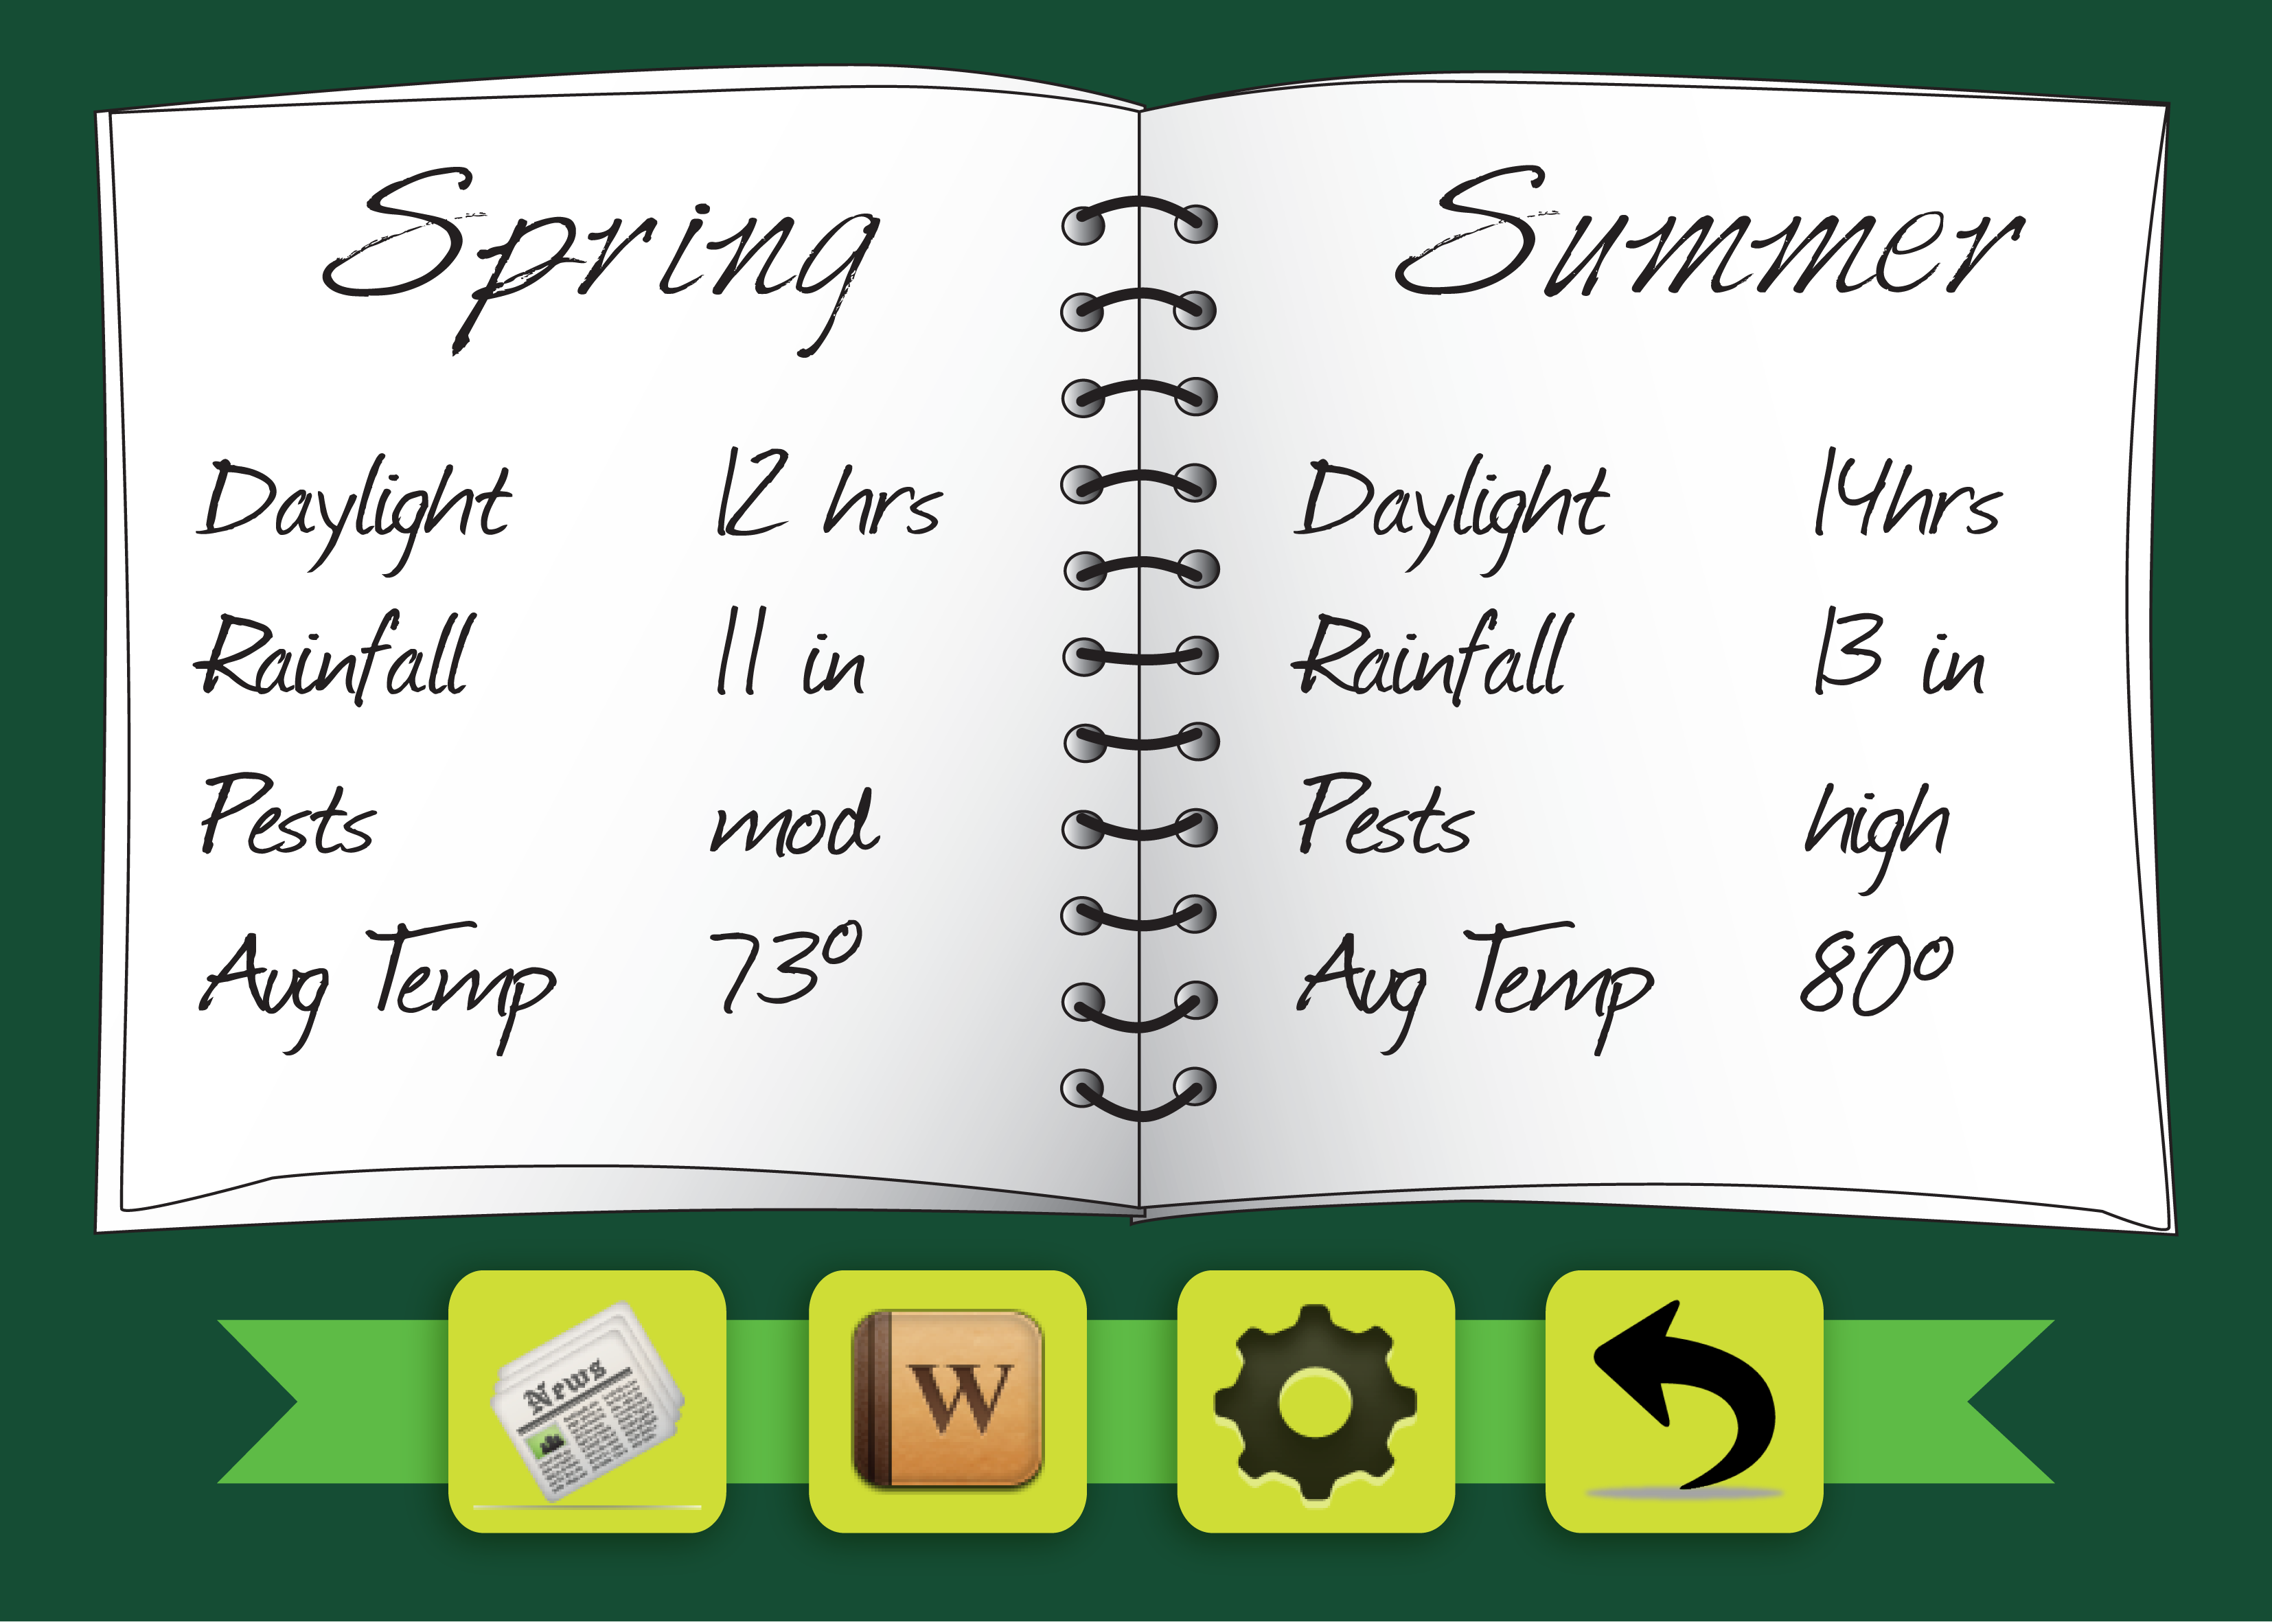 Spring
Daylight 12 hrs
Rainfall 11 in
Pests mod
Avg Temp 73°
Summer
Daylight 14hrs
Rainfall 13 in
Pests high
Avg Temp 80°
News
W